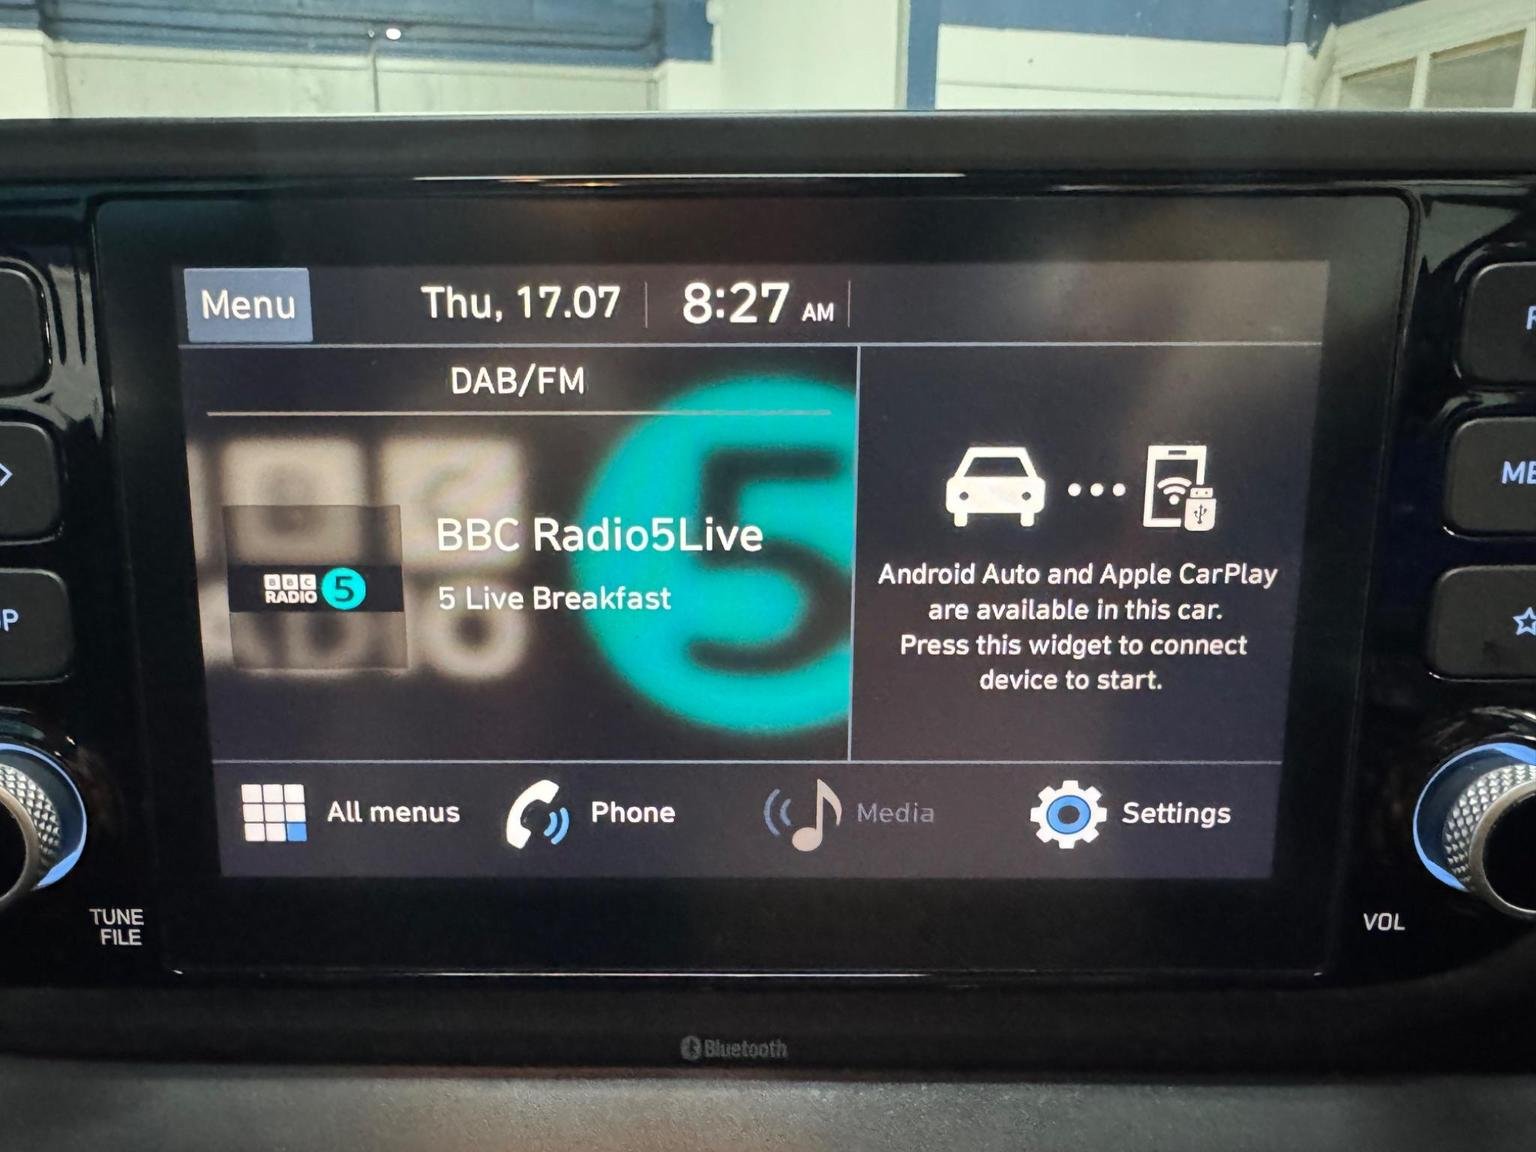 Menu
Thu, 17.07
8:27 AM
DAB/FM
BBC
RADIO 5
BBC Radio5Live
5 Live Breakfast
5
Android Auto and Apple CarPlay
are available in this car.
Press this widget to connect
device to start.
All menus
Phone
Media
Settings
TUNE
FILE
VOL
Bluetooth